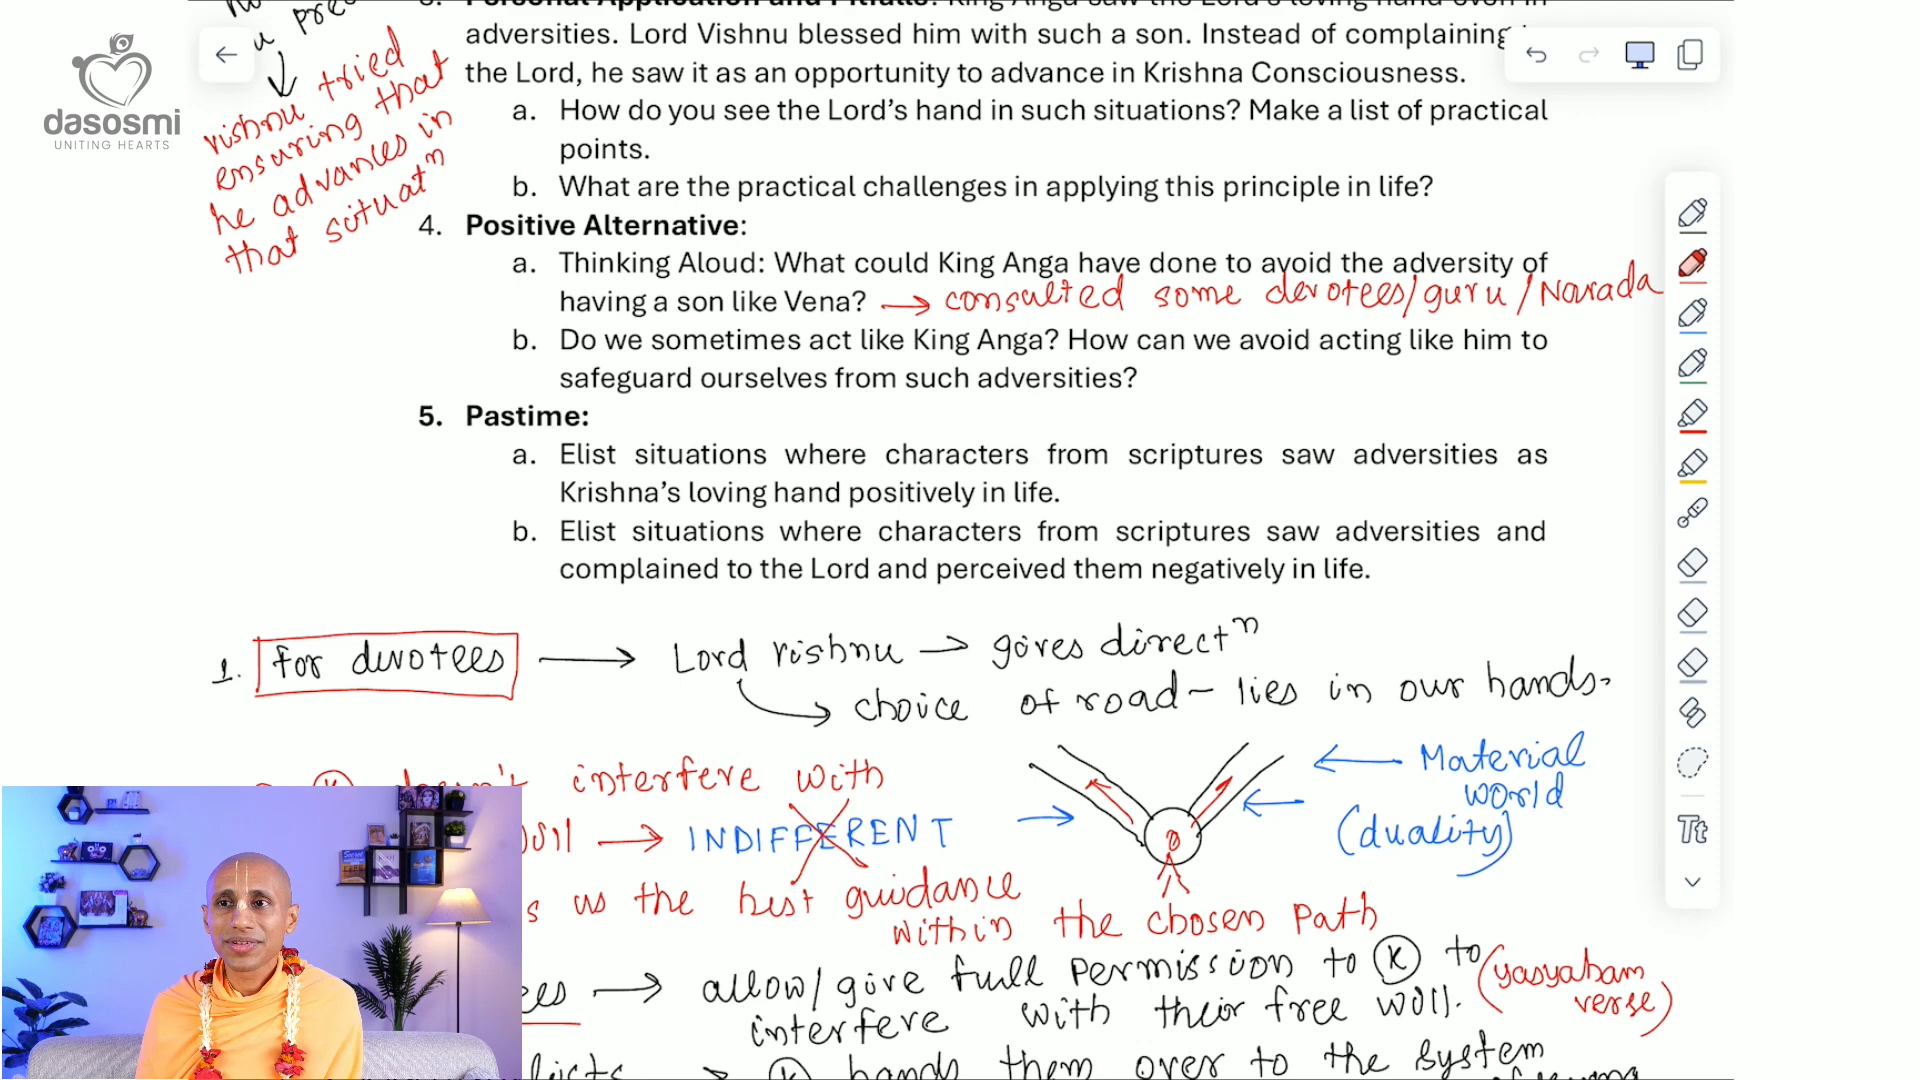 dasosmi
UNITING HEARTS
vishnu tried
ensuring that
he advances in
that situatⁿ
adversities. Lord Vishnu blessed him with such a son. Instead of complaining
the Lord, he saw it as an opportunity to advance in Krishna Consciousness.
a. How do you see the Lord's hand in such situations? Make a list of practical
points.
b. What are the practical challenges in applying this principle in life?
4. Positive Alternative:
a. Thinking Aloud: What could King Anga have done to avoid the adversity of
having a son like Vena? → consulted some devotees/guru/Narada
b. Do we sometimes act like King Anga? How can we avoid acting like him to
safeguard ourselves from such adversities?
5. Pastime:
a. Elist situations where characters from scriptures saw adversities as
Krishna's loving hand positively in life.
b. Elist situations where characters from scriptures saw adversities and
complained to the Lord and perceived them negatively in life.
1. for devotees → Lord vishnu → gives directⁿ
→ choice of road - lies in our hands.
interfere with
→ INDIFFERENT
← Material
world
(duality)
us the best guidance
within the chosen path
→ allow/give full permission to K to
interfere with their free will.
(yasyaham
verse)
hands them over to the system
Tt